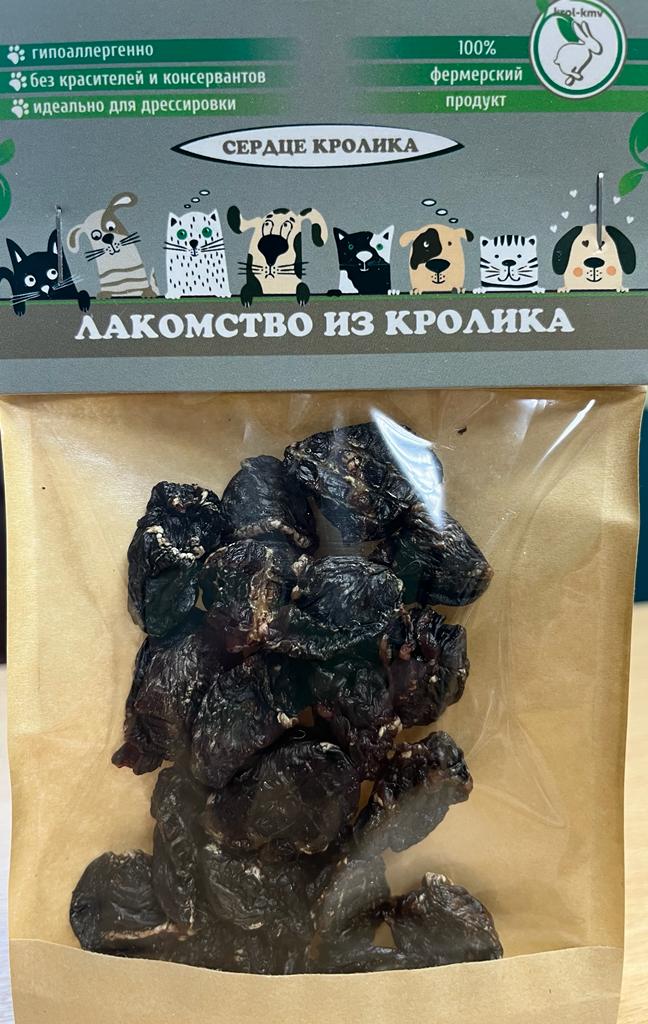 krol-kmv
гипоаллергенно
без красителей и консервантов
идеально для дрессировки
100%
фермерский
продукт
СЕРДЦЕ КРОЛИКА
ЛАКОМСТВО ИЗ КРОЛИКА